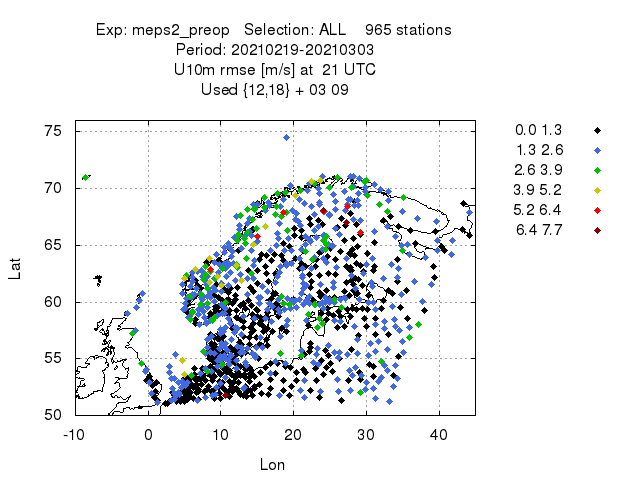 Exp: meps2_preop   Selection: ALL    965 stations
Period: 20210219-20210303
U10m rmse [m/s] at  21 UTC
Used {12,18} + 03 09
75
70
65
60
55
50
Lat
-10 0 10 20 30 40
Lon
0.0 1.3
1.3 2.6
2.6 3.9
3.9 5.2
5.2 6.4
6.4 7.7